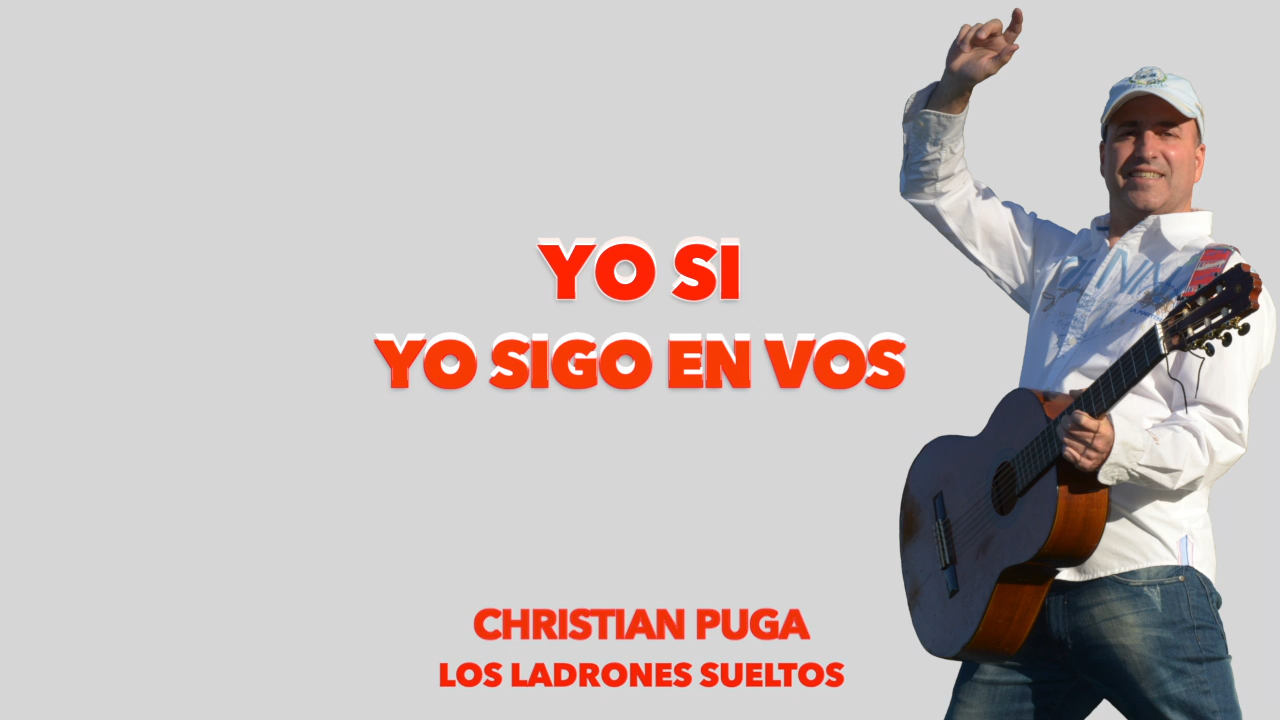 YO SI
YO SIGO EN VOS
CHRISTIAN PUGA
LOS LADRONES SUELTOS